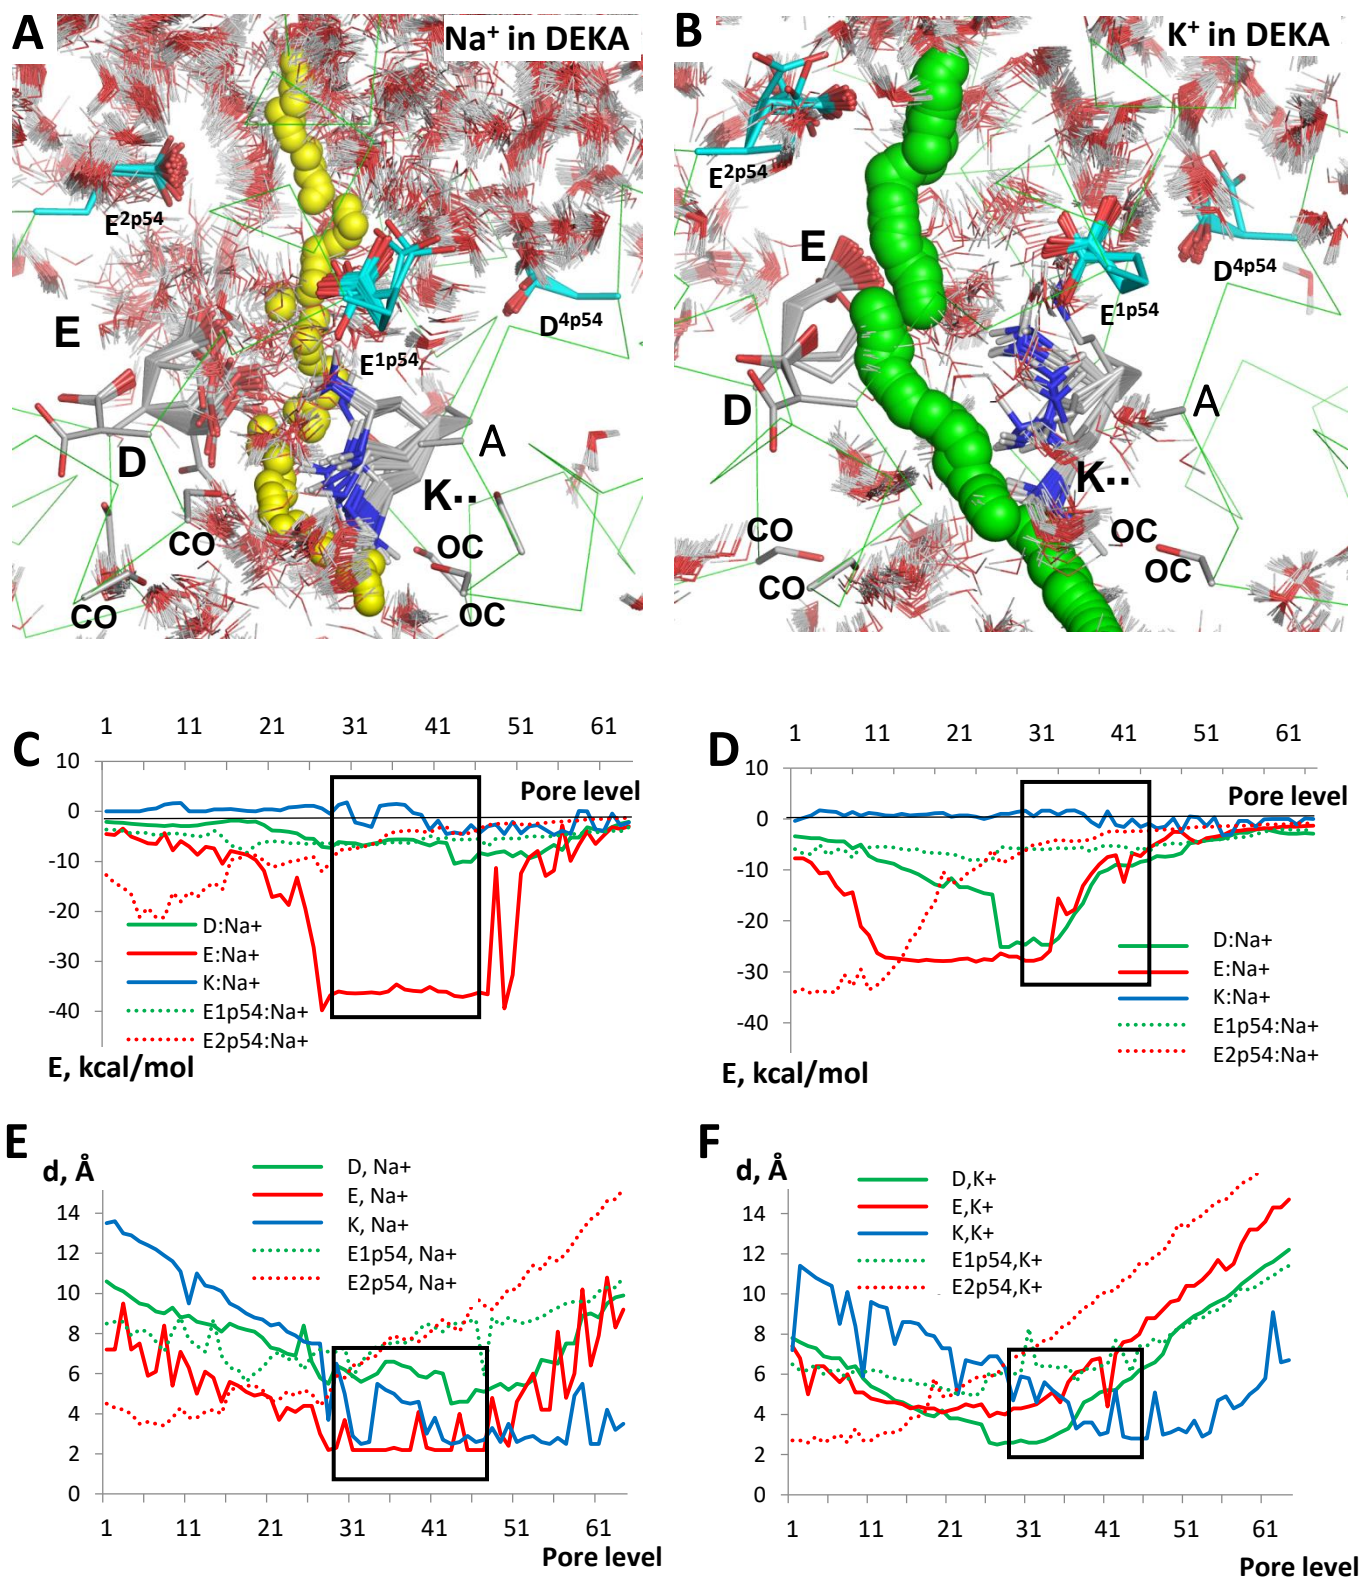 A
Na⁺ in DEKA
E²ᵖ⁵⁴
E
E¹ᵖ⁵⁴
D⁴ᵖ⁵⁴
D
A
K··
CO
OC
CO
OC
B
K⁺ in DEKA
E²ᵖ⁵⁴
E
D⁴ᵖ⁵⁴
E¹ᵖ⁵⁴
D
A
K··
CO
OC
CO
OC
C
1 11 21 31 41 51 61
Pore level
10
0
-10
-20
-30
-40
D:Na+
E:Na+
K:Na+
E1p54:Na+
E2p54:Na+
E, kcal/mol
D
1 11 21 31 41 51 61
Pore level
10
0
-10
-20
-30
-40
D:Na+
E:Na+
K:Na+
E1p54:Na+
E2p54:Na+
E, kcal/mol
E
d, Å
D, Na+
E, Na+
K, Na+
E1p54, Na+
E2p54, Na+
14
12
10
8
6
4
2
0
1 11 21 31 41 51 61
Pore level
F
d, Å
D,K+
E,K+
K,K+
E1p54,K+
E2p54,K+
14
12
10
8
6
4
2
0
1 11 21 31 41 51 61
Pore level